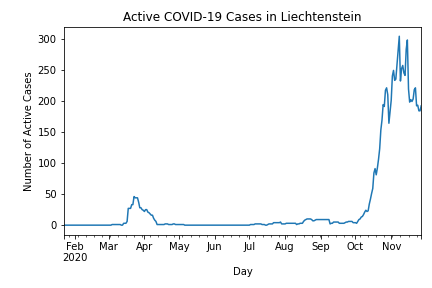 Active COVID-19 Cases in Liechtenstein
Number of Active Cases
300
250
200
150
100
50
0
Feb Mar Apr May Jun Jul Aug Sep Oct Nov
2020
Day